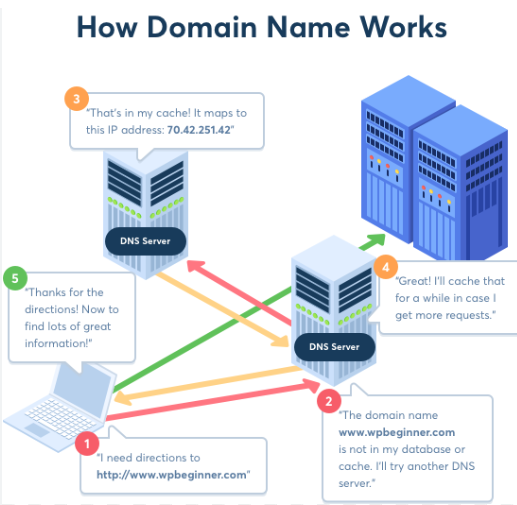 How Domain Name Works
3
"That's in my cache! It maps to
this IP address: 70.42.251.42"
DNS Server
5
"Thanks for the
directions! Now to
find lots of great
information!"
4
"Great! I'll cache that
for a while in case I
get more requests."
DNS Server
1
"I need directions to
http://www.wpbeginner.com"
2
"The domain name
www.wpbeginner.com
is not in my database or
cache. I'll try another DNS
server."